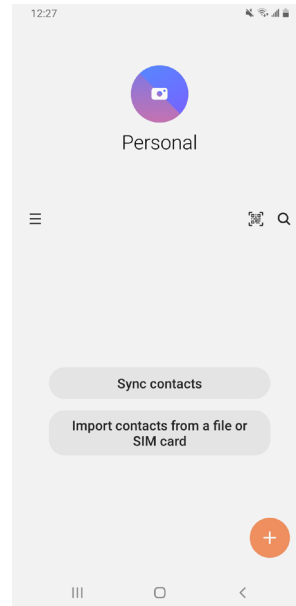 12:27
Personal
Sync contacts
Import contacts from a file or
SIM card